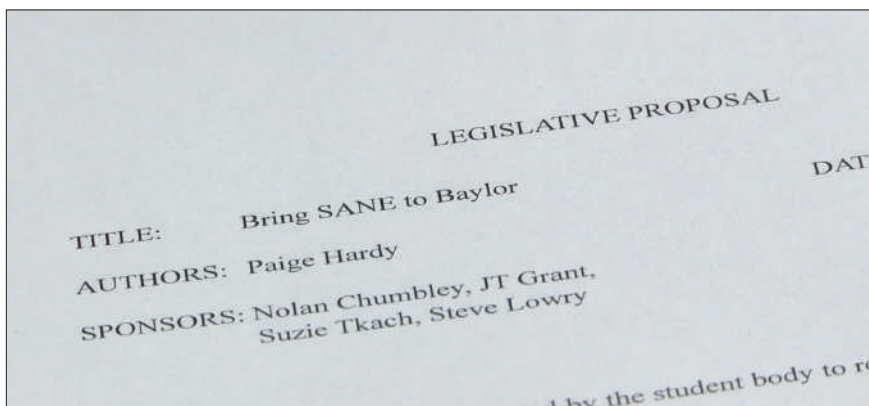 LEGISLATIVE PROPOSAL
TITLE: Bring SANE to Baylor
AUTHORS: Paige Hardy
SPONSORS: Nolan Chumbley, JT Grant,
Suzie Tkach, Steve Lowry
by the student body to